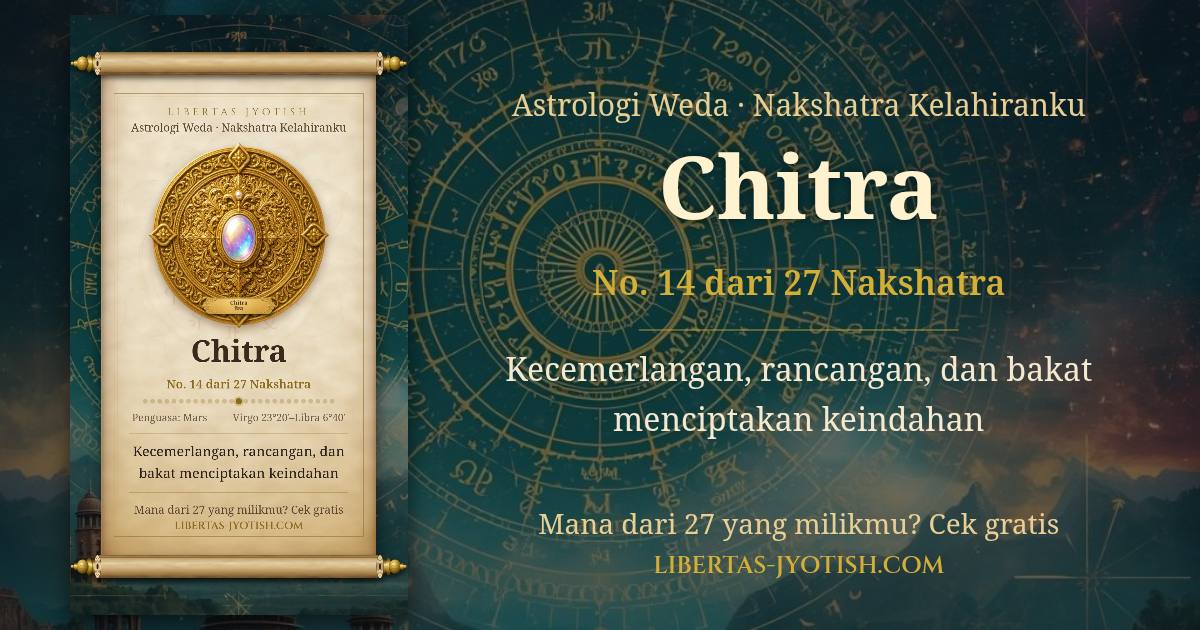 LIBERTAS JYOTISH
Astrologi Weda · Nakshatra Kelahiranku
Chitra
Chitra
No. 14 dari 27 Nakshatra
Penguasa: Mars
Virgo 23°20′–Libra 6°40′
Kecemerlangan, rancangan, dan
bakat menciptakan keindahan
Mana dari 27 yang milikmu? Cek gratis
LIBERTAS-JYOTISH.COM
Astrologi Weda · Nakshatra Kelahiranku
Chitra
No. 14 dari 27 Nakshatra
Kecemerlangan, rancangan, dan bakat
menciptakan keindahan
Mana dari 27 yang milikmu? Cek gratis
LIBERTAS-JYOTISH.COM